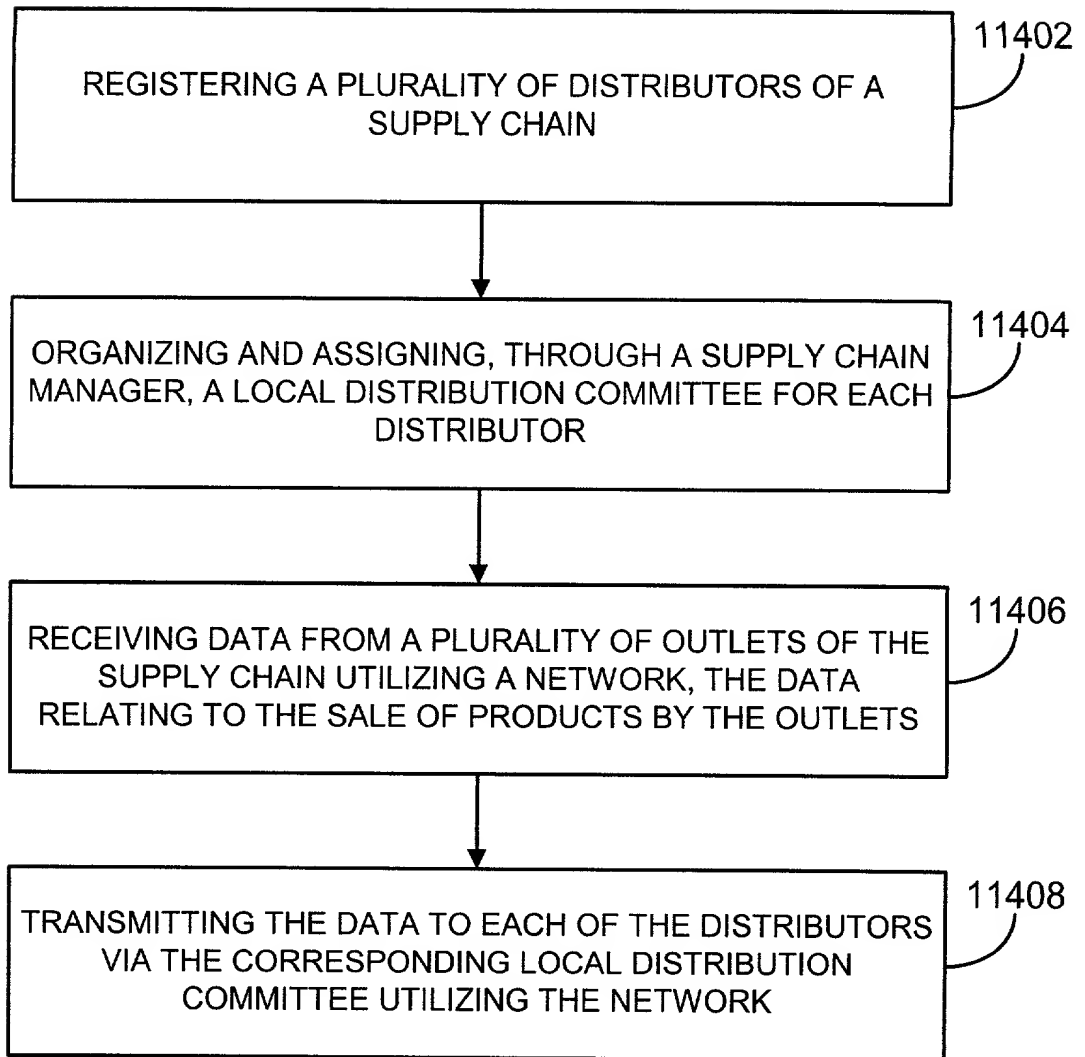 11402
REGISTERING A PLURALITY OF DISTRIBUTORS OF A
SUPPLY CHAIN
11404
ORGANIZING AND ASSIGNING, THROUGH A SUPPLY CHAIN
MANAGER, A LOCAL DISTRIBUTION COMMITTEE FOR EACH
DISTRIBUTOR
11406
RECEIVING DATA FROM A PLURALITY OF OUTLETS OF THE
SUPPLY CHAIN UTILIZING A NETWORK, THE DATA
RELATING TO THE SALE OF PRODUCTS BY THE OUTLETS
11408
TRANSMITTING THE DATA TO EACH OF THE DISTRIBUTORS
VIA THE CORRESPONDING LOCAL DISTRIBUTION
COMMITTEE UTILIZING THE NETWORK